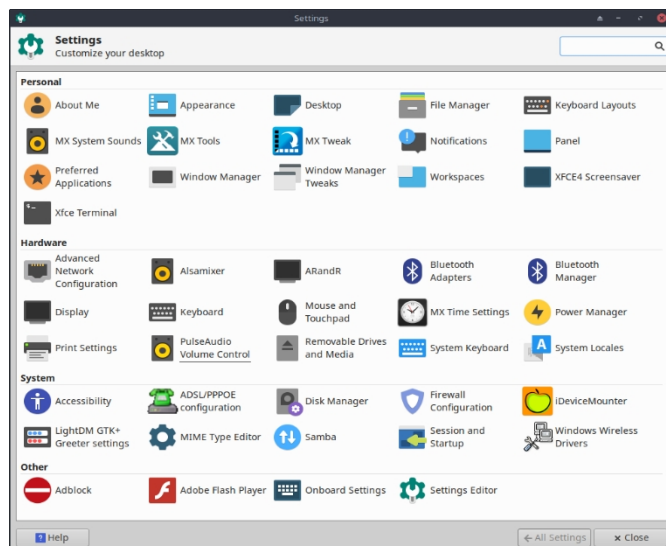 Settings
Settings
Customize your desktop
Personal
About Me
Appearance
Desktop
File Manager
Keyboard Layouts
MX System Sounds
MX Tools
MX Tweak
Notifications
Panel
Preferred
Applications
Window Manager
Window Manager
Tweaks
Workspaces
XFCE4 Screensaver
Xfce Terminal
Hardware
Advanced
Network
Configuration
Alsamixer
ARandR
Bluetooth
Adapters
Bluetooth
Manager
Display
Keyboard
Mouse and
Touchpad
MX Time Settings
Power Manager
Print Settings
PulseAudio
Volume Control
Removable Drives
and Media
System Keyboard
A
System Locales
System
Accessibility
ADSL/PPPOE
configuration
Disk Manager
Firewall
Configuration
iDeviceMounter
LightDM GTK+
Greeter settings
MIME Type Editor
Samba
Session and
Startup
Windows Wireless
Drivers
Other
Adblock
Adobe Flash Player
Onboard Settings
Settings Editor
? Help
← All Settings
× Close